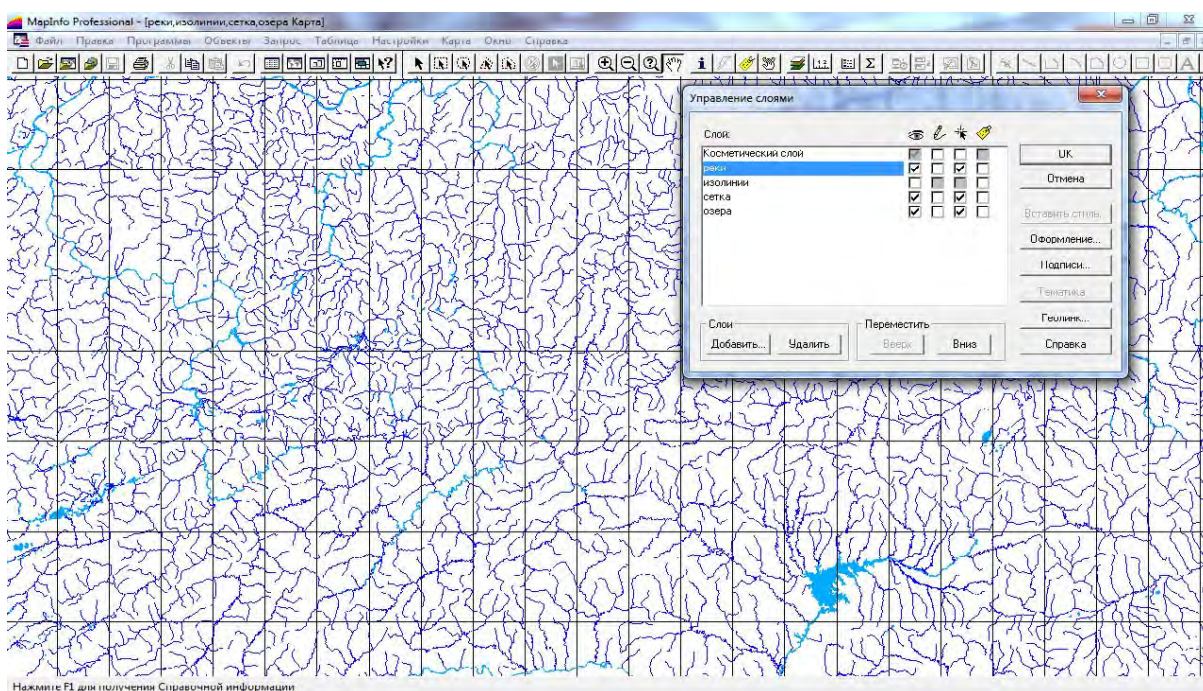 MapInfo Professional - [реки,изолинии,сетка,озера Карта]
Файл Правка Программы Объекты Запрос Таблица Настройки Карта Окно Справка
Управление слоями
Слой:
Косметический слой
реки
изолинии
сетка
озера
OK
Отмена
Вставить стиль...
Оформление...
Подписи...
Тематика...
Геолинк...
Справка
Слои
Добавить... Удалить
Переместить
Вверх Вниз
Нажмите F1 для получения Справочной информации